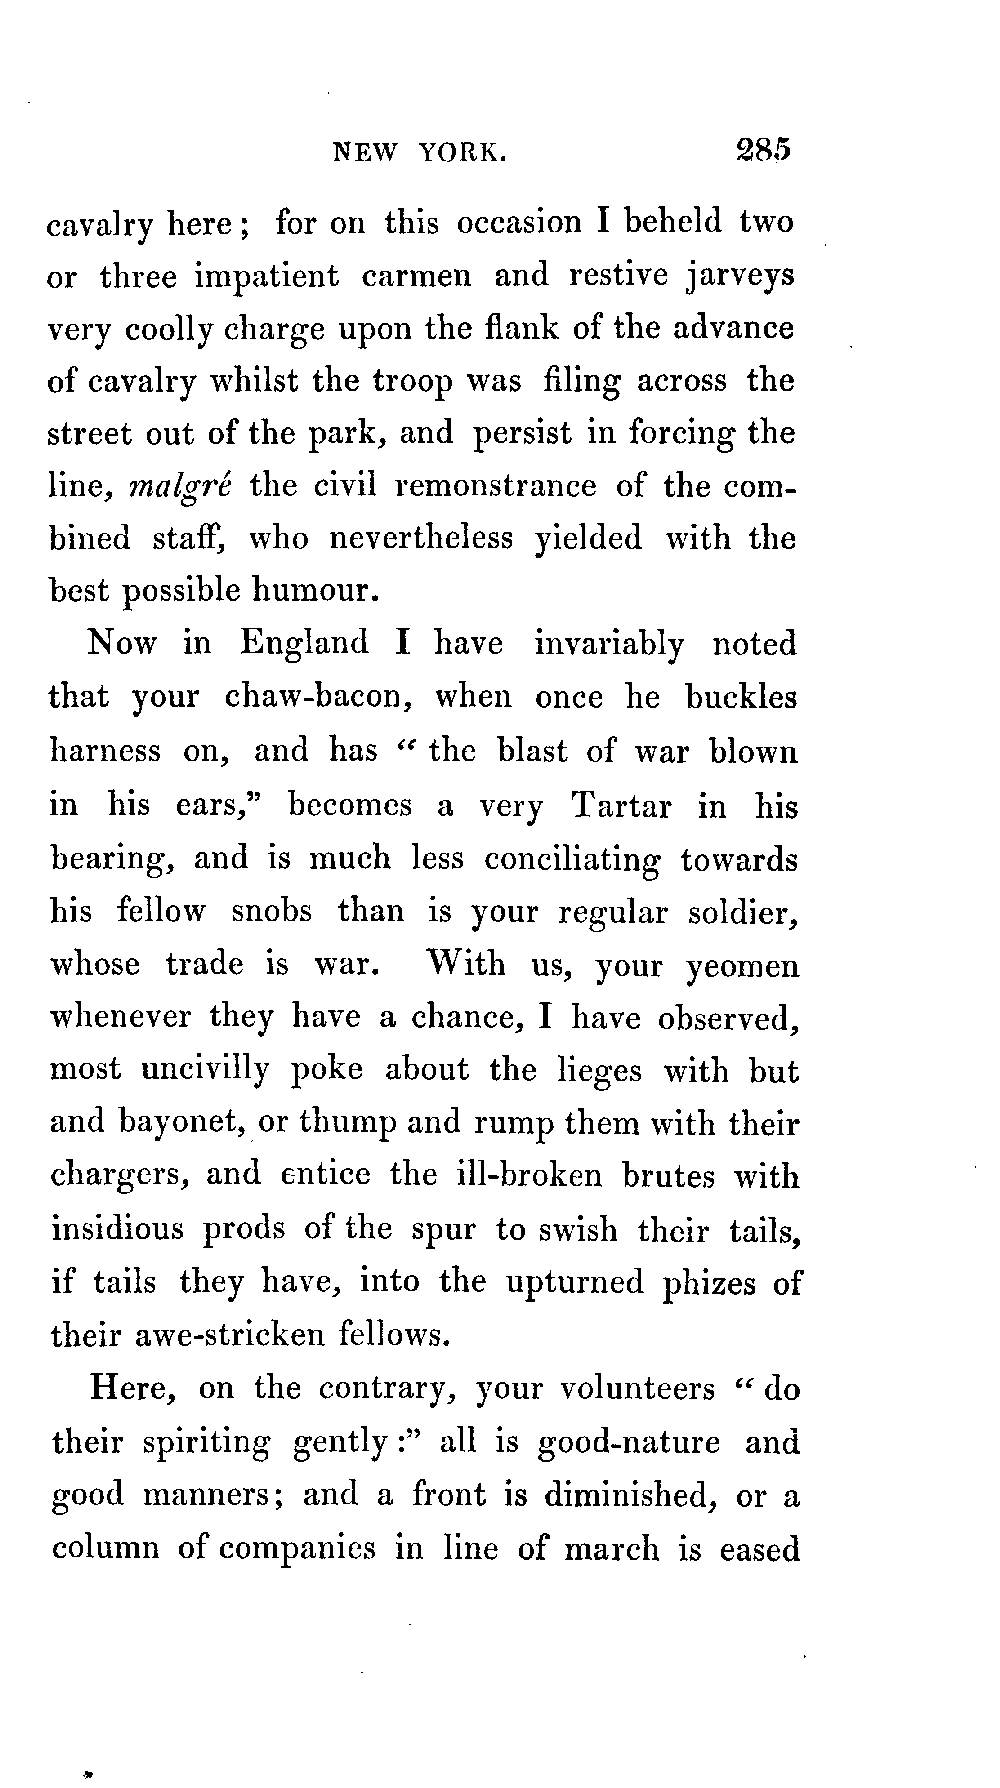 NEW YORK. 285
cavalry here; for on this occasion I beheld two
or three impatient carmen and restive jarveys
very coolly charge upon the flank of the advance
of cavalry whilst the troop was filing across the
street out of the park, and persist in forcing the
line, malgré the civil remonstrance of the com-
bined staff, who nevertheless yielded with the
best possible humour.
Now in England I have invariably noted
that your chaw-bacon, when once he buckles
harness on, and has “ the blast of war blown
in his ears,” becomes a very Tartar in his
bearing, and is much less conciliating towards
his fellow snobs than is your regular soldier,
whose trade is war. With us, your yeomen
whenever they have a chance, I have observed,
most uncivilly poke about the lieges with but
and bayonet, or thump and rump them with their
chargers, and entice the ill-broken brutes with
insidious prods of the spur to swish their tails,
if tails they have, into the upturned phizes of
their awe-stricken fellows.
Here, on the contrary, your volunteers “ do
their spiriting gently :” all is good-nature and
good manners; and a front is diminished, or a
column of companies in line of march is eased